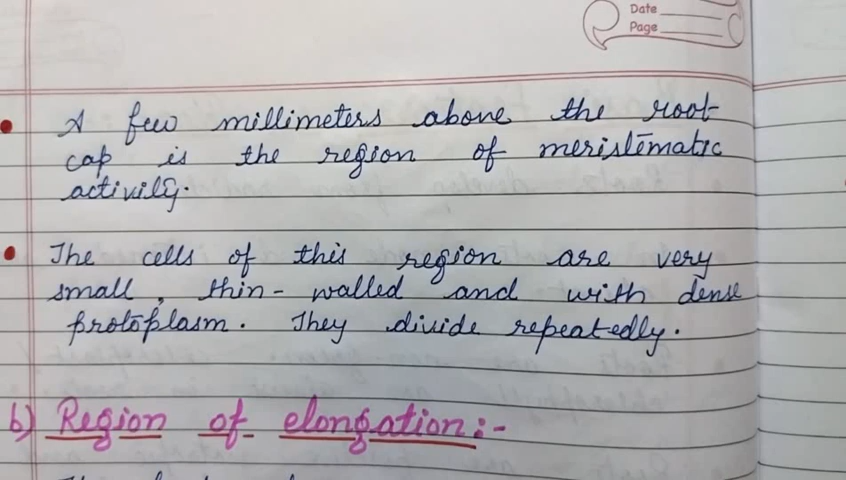 Date
Page
A few millimeters above the root
cap is the region of meristematic
activity.
The cells of this region are very
small, thin-walled and with dense
protoplasm. They divide repeatedly.
b) Region of elongation:-